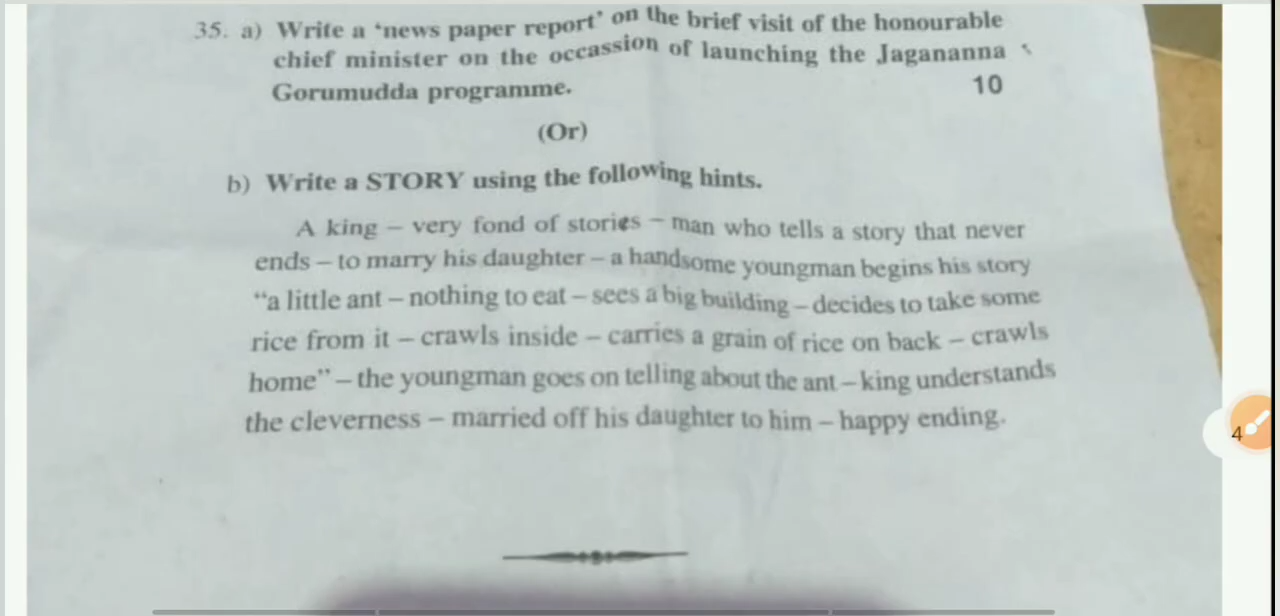 35. a) Write a ‘news paper report’ on the brief visit of the honourable
chief minister on the occassion of launching the Jagananna
Gorumudda programme. 10
(Or)
b) Write a STORY using the following hints.
A king – very fond of stories – man who tells a story that never
ends – to marry his daughter – a handsome youngman begins his story
“a little ant – nothing to eat – sees a big building – decides to take some
rice from it – crawls inside – carries a grain of rice on back – crawls
home” – the youngman goes on telling about the ant – king understands
the cleverness – married off his daughter to him – happy ending.
4